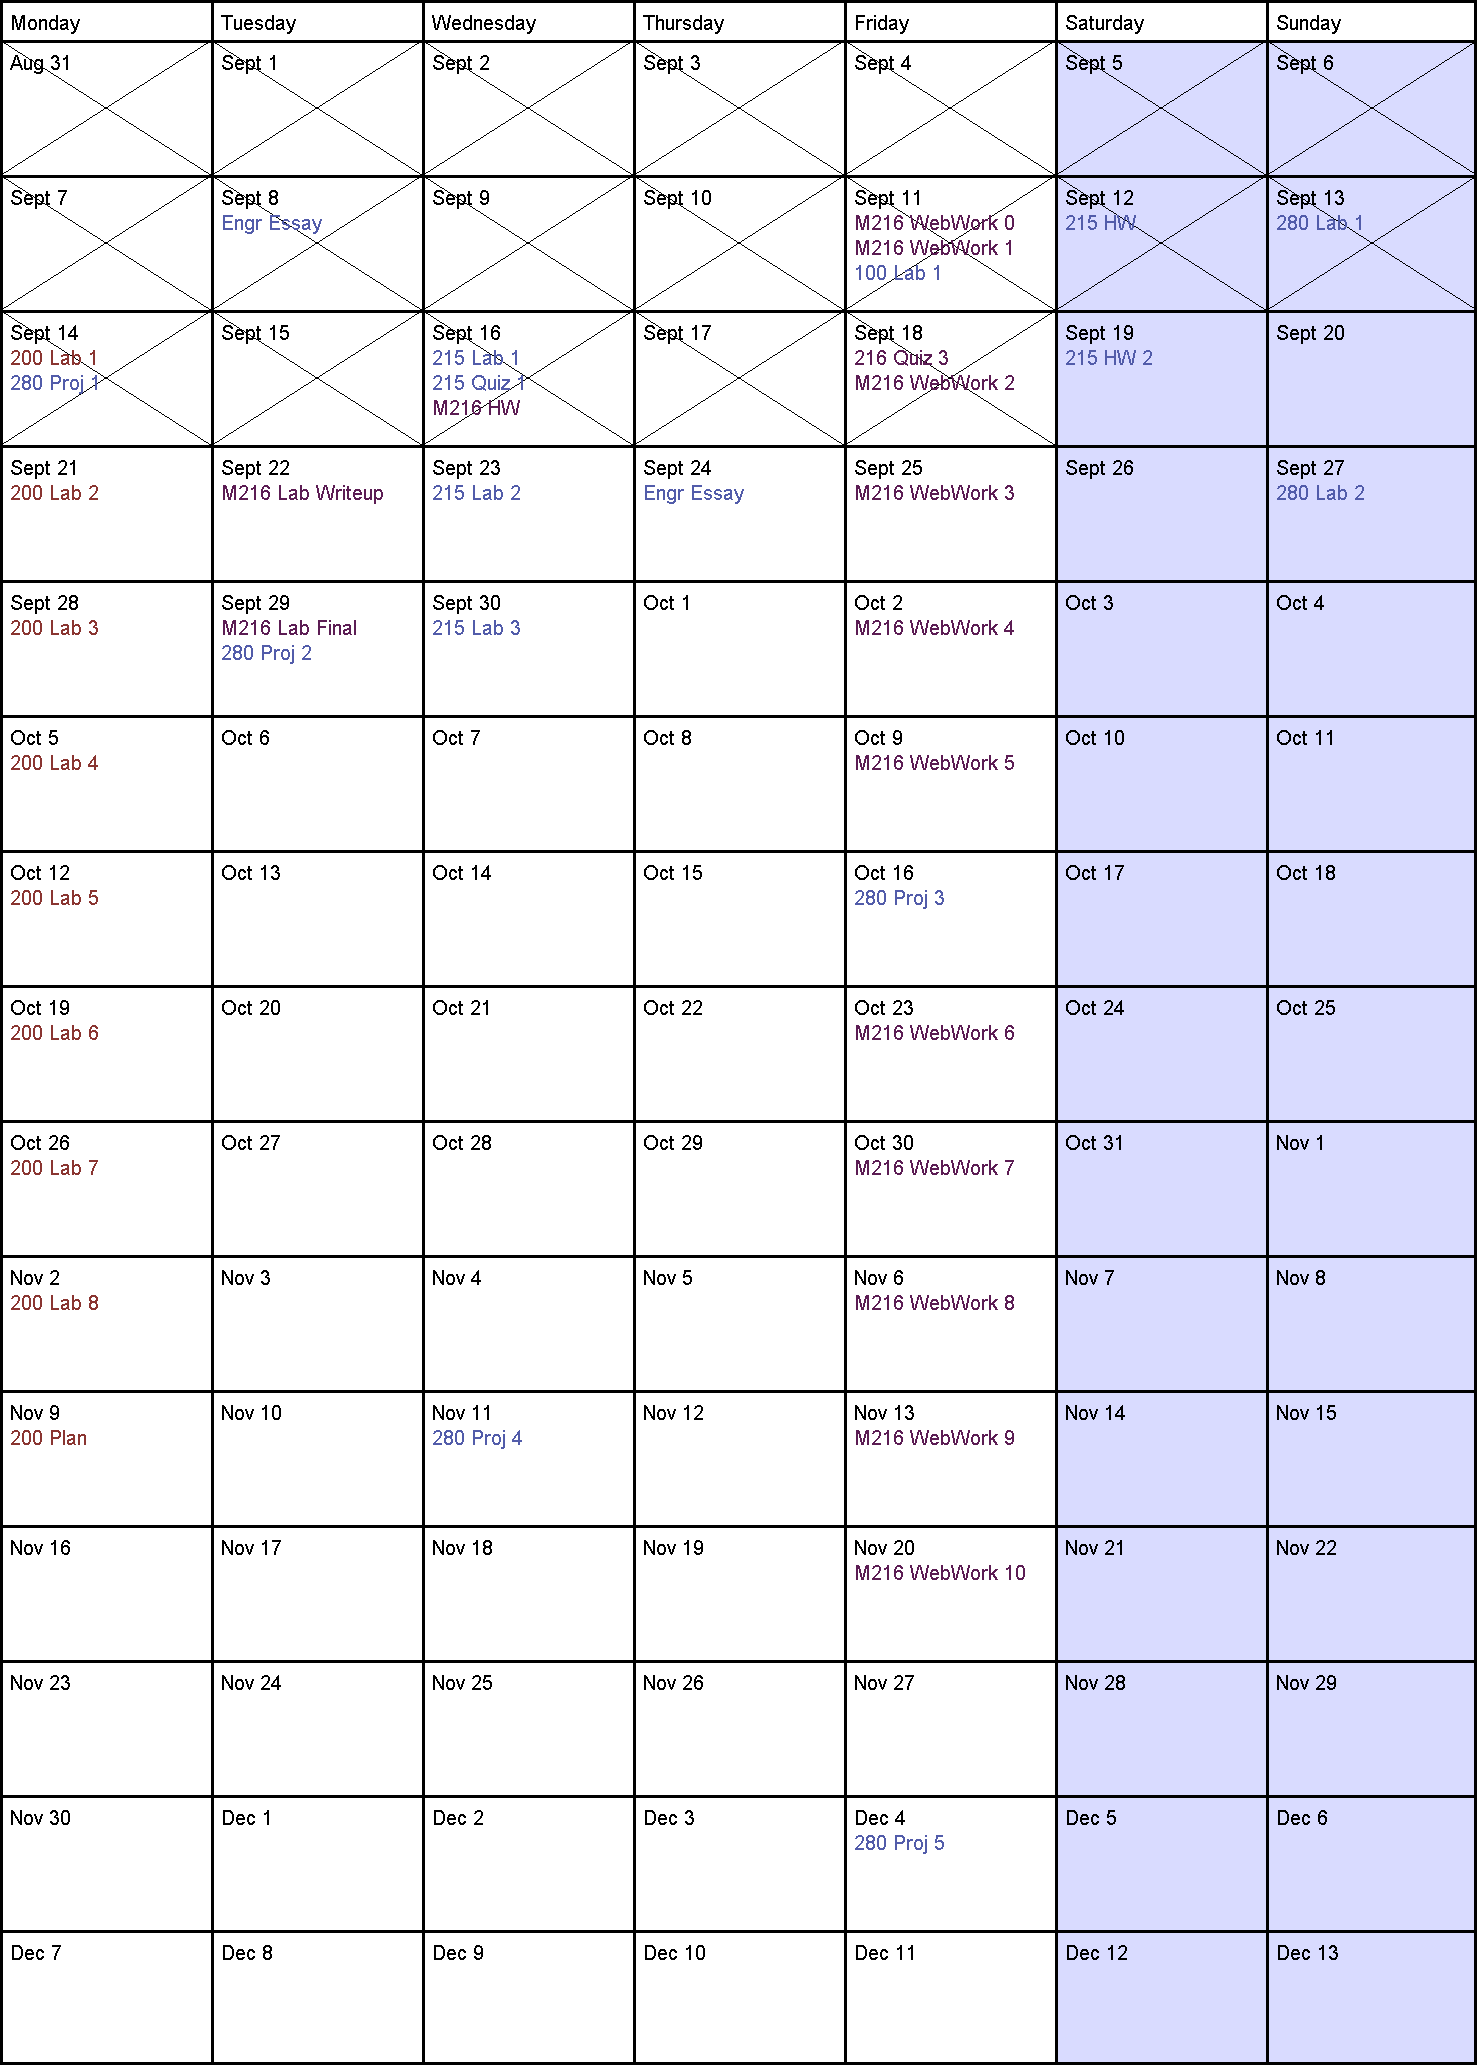 Monday Tuesday Wednesday Thursday Friday Saturday Sunday
Aug 31
Sept 1
Sept 2
Sept 3
Sept 4
Sept 5
Sept 6
Sept 7
Sept 8
Engr Essay
Sept 9
Sept 10
Sept 11
M216 WebWork 0
M216 WebWork 1
100 Lab 1
Sept 12
215 HW
Sept 13
280 Lab 1
Sept 14
200 Lab 1
280 Proj 1
Sept 15
Sept 16
215 Lab 1
215 Quiz 1
M216 HW
Sept 17
Sept 18
216 Quiz 3
M216 WebWork 2
Sept 19
215 HW 2
Sept 20
Sept 21
200 Lab 2
Sept 22
M216 Lab Writeup
Sept 23
215 Lab 2
Sept 24
Engr Essay
Sept 25
M216 WebWork 3
Sept 26
Sept 27
280 Lab 2
Sept 28
200 Lab 3
Sept 29
M216 Lab Final
280 Proj 2
Sept 30
215 Lab 3
Oct 1
Oct 2
M216 WebWork 4
Oct 3
Oct 4
Oct 5
200 Lab 4
Oct 6
Oct 7
Oct 8
Oct 9
M216 WebWork 5
Oct 10
Oct 11
Oct 12
200 Lab 5
Oct 13
Oct 14
Oct 15
Oct 16
280 Proj 3
Oct 17
Oct 18
Oct 19
200 Lab 6
Oct 20
Oct 21
Oct 22
Oct 23
M216 WebWork 6
Oct 24
Oct 25
Oct 26
200 Lab 7
Oct 27
Oct 28
Oct 29
Oct 30
M216 WebWork 7
Oct 31
Nov 1
Nov 2
200 Lab 8
Nov 3
Nov 4
Nov 5
Nov 6
M216 WebWork 8
Nov 7
Nov 8
Nov 9
200 Plan
Nov 10
Nov 11
280 Proj 4
Nov 12
Nov 13
M216 WebWork 9
Nov 14
Nov 15
Nov 16
Nov 17
Nov 18
Nov 19
Nov 20
M216 WebWork 10
Nov 21
Nov 22
Nov 23
Nov 24
Nov 25
Nov 26
Nov 27
Nov 28
Nov 29
Nov 30
Dec 1
Dec 2
Dec 3
Dec 4
280 Proj 5
Dec 5
Dec 6
Dec 7
Dec 8
Dec 9
Dec 10
Dec 11
Dec 12
Dec 13